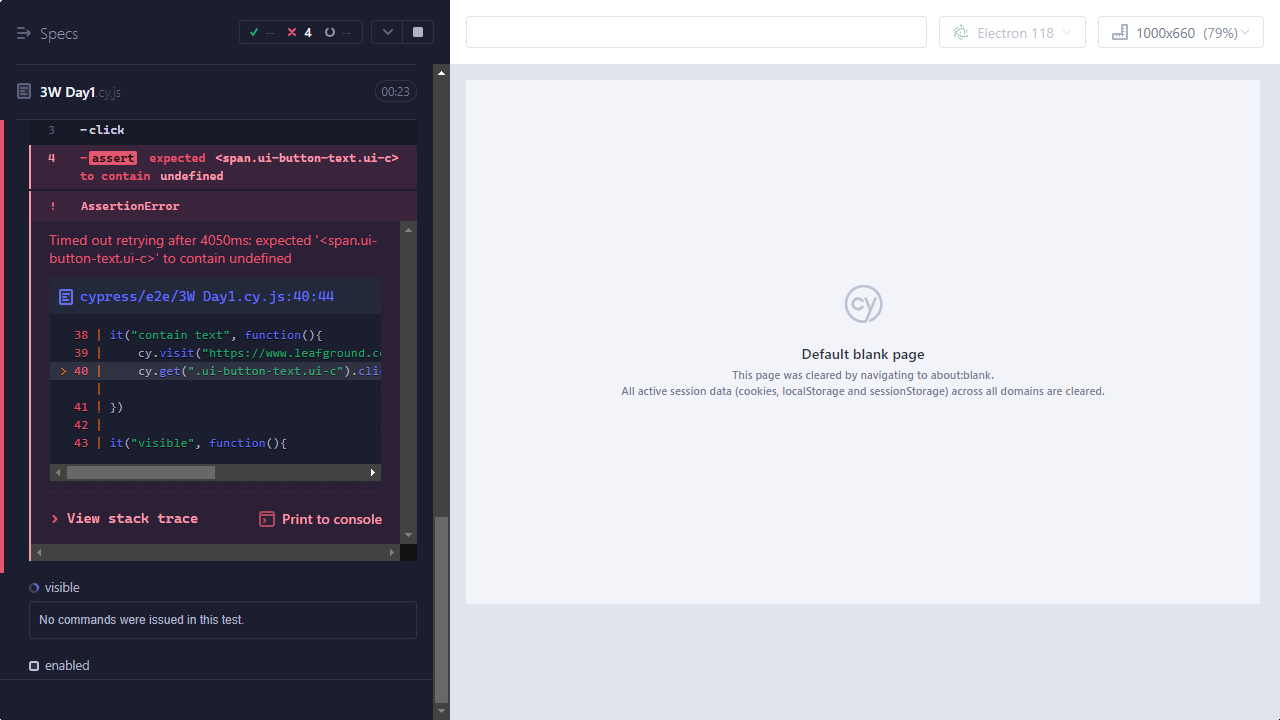 Specs
-- 4 --
3W Day1.cy.js
00:23
3 -click
4 -assert expected <span.ui-button-text.ui-c>
to contain undefined
! AssertionError
Timed out retrying after 4050ms: expected '<span.ui-
button-text.ui-c>' to contain undefined
cypress/e2e/3W Day1.cy.js:40:44
38 | it("contain text", function(){
39 | cy.visit("https://www.leafground.co
> 40 | cy.get(".ui-button-text.ui-c").clic
|
41 | })
42 |
43 | it("visible", function(){
> View stack trace
Print to console
visible
No commands were issued in this test.
enabled
Electron 118
1000x660 (79%)
cy
Default blank page
This page was cleared by navigating to about:blank.
All active session data (cookies, localStorage and sessionStorage) across all domains are cleared.